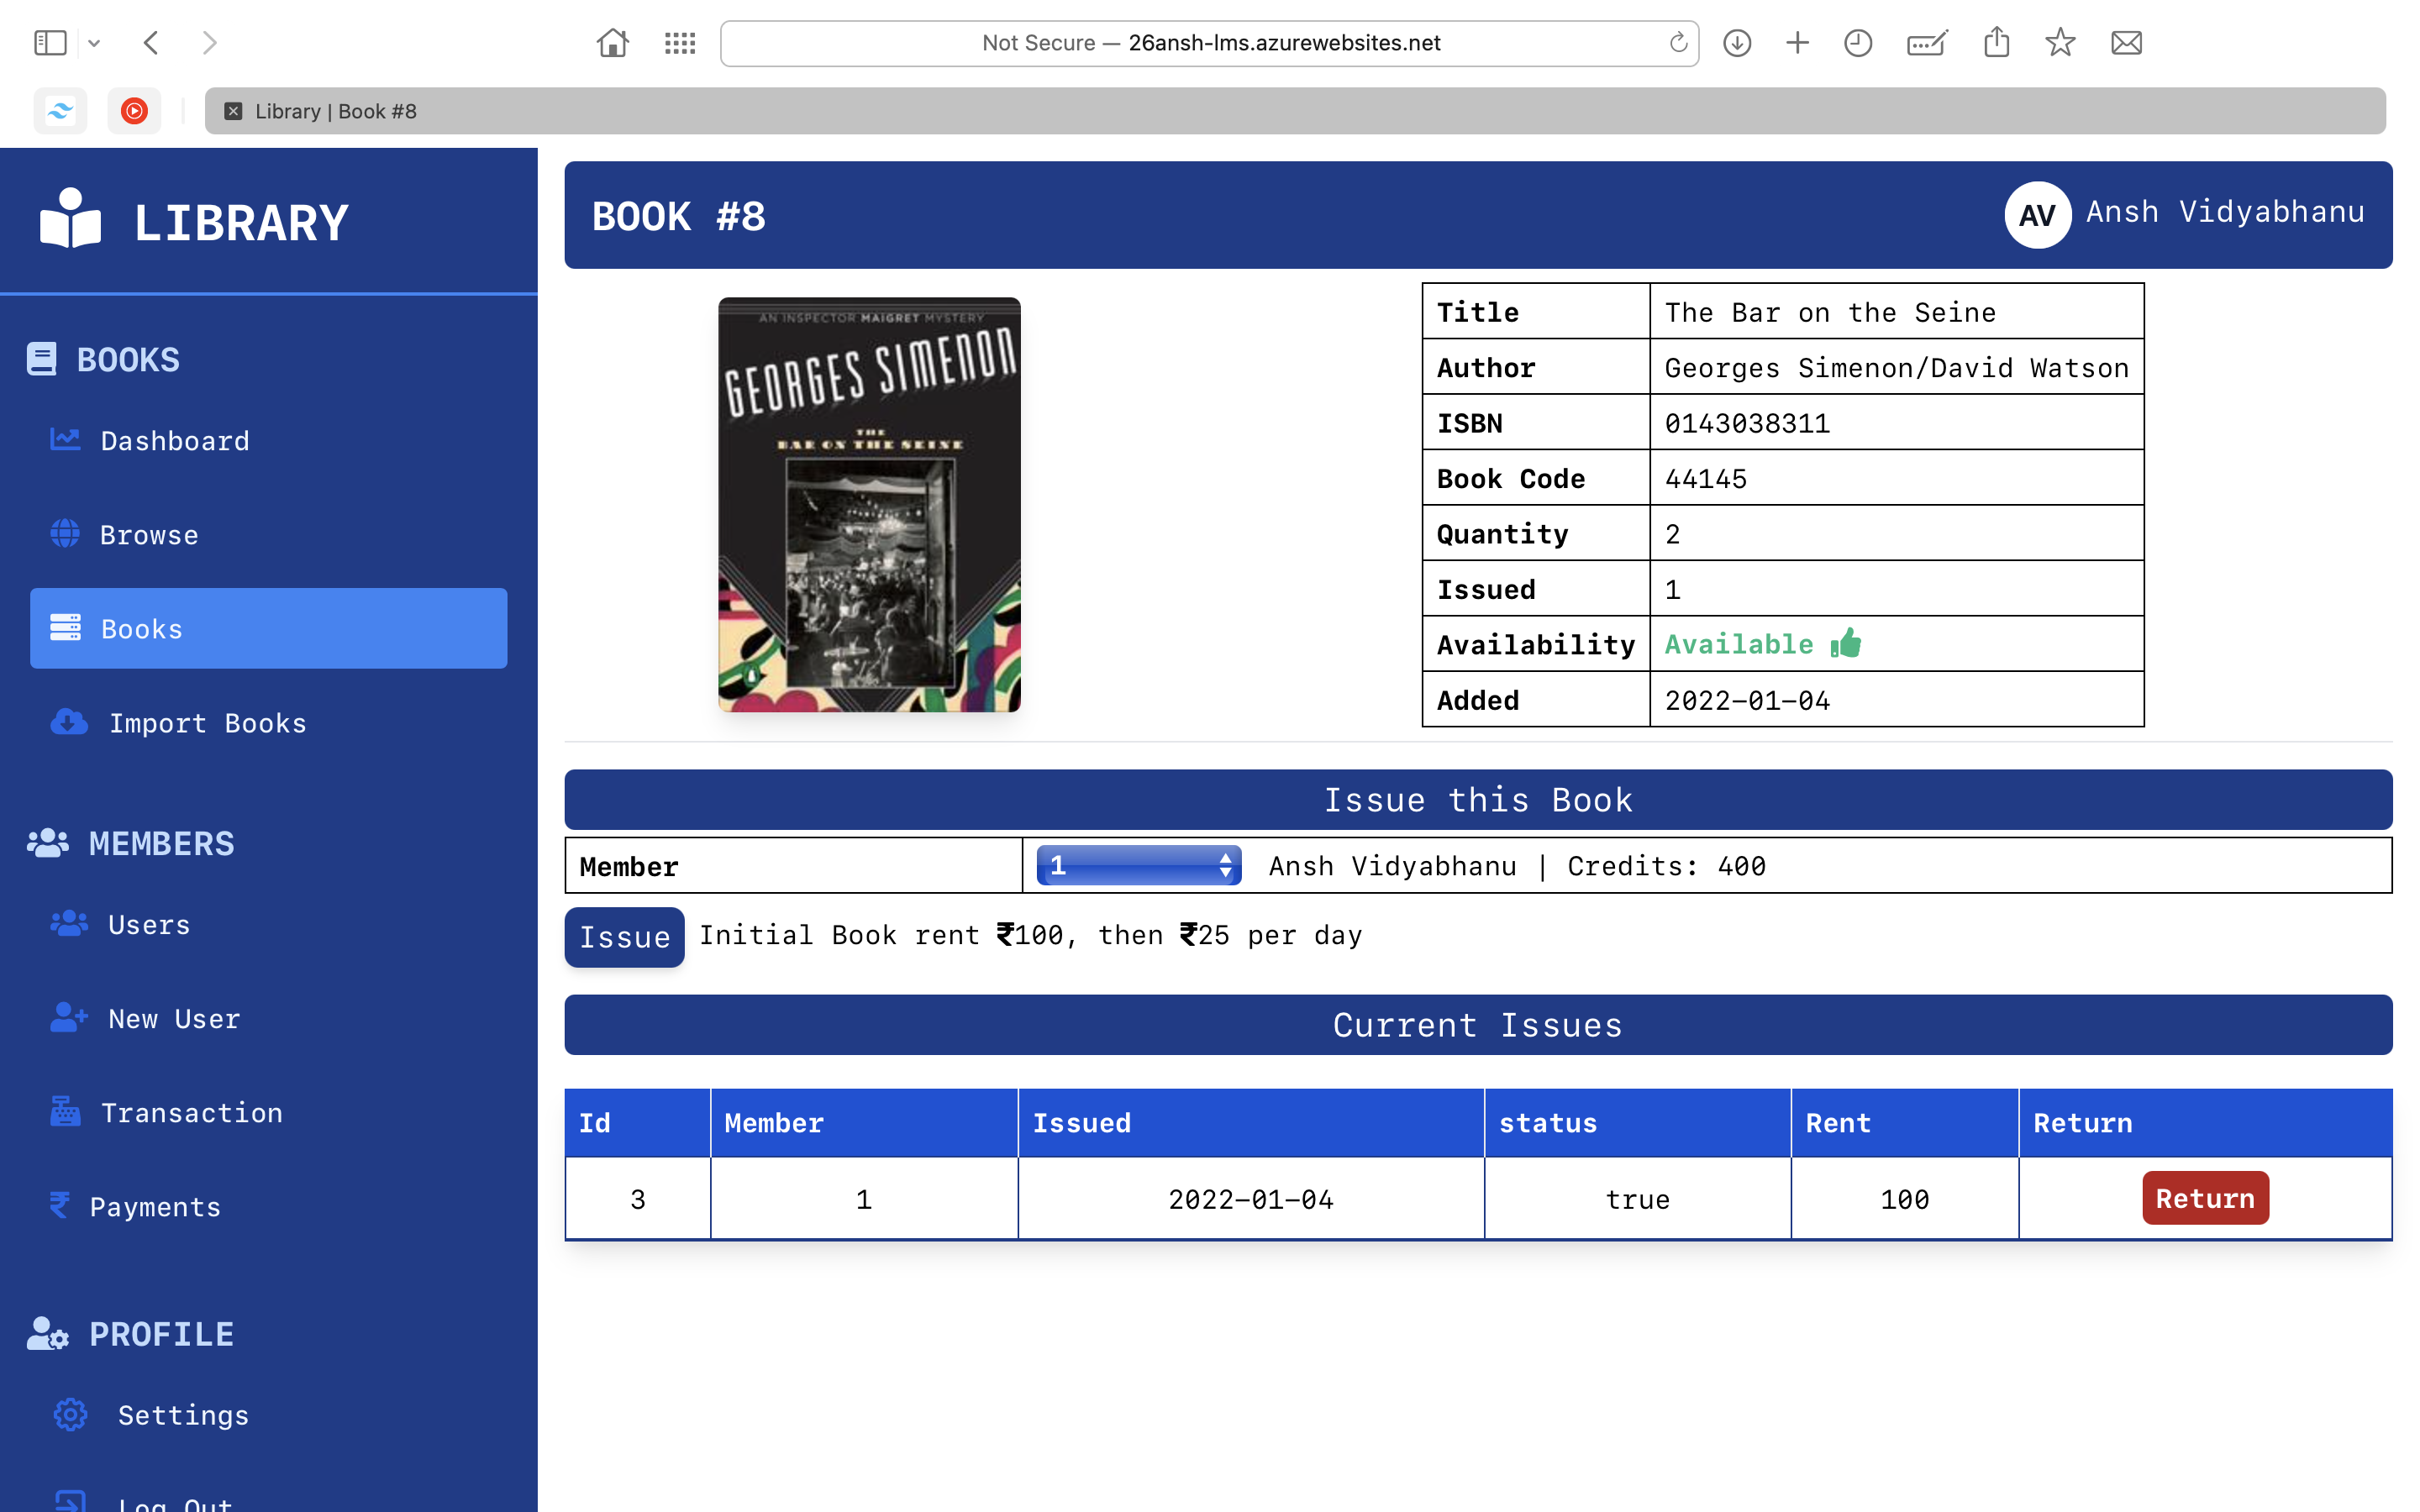 Not Secure — 26ansh-lms.azurewebsites.net
Library | Book #8
LIBRARY
BOOKS
Dashboard
Browse
Books
Import Books
MEMBERS
Users
New User
Transaction
Payments
PROFILE
Settings
Log Out
BOOK #8
AV Ansh Vidyabhanu
AN INSPECTOR MAIGRET MYSTERY
GEORGES SIMENON
THE
BAR ON THE SEINE
Title The Bar on the Seine
Author Georges Simenon/David Watson
ISBN 0143038311
Book Code 44145
Quantity 2
Issued 1
Availability Available
Added 2022-01-04
Issue this Book
Member 1 Ansh Vidyabhanu | Credits: 400
Issue Initial Book rent ₹100, then ₹25 per day
Current Issues
Id Member Issued status Rent Return
3 1 2022-01-04 true 100 Return